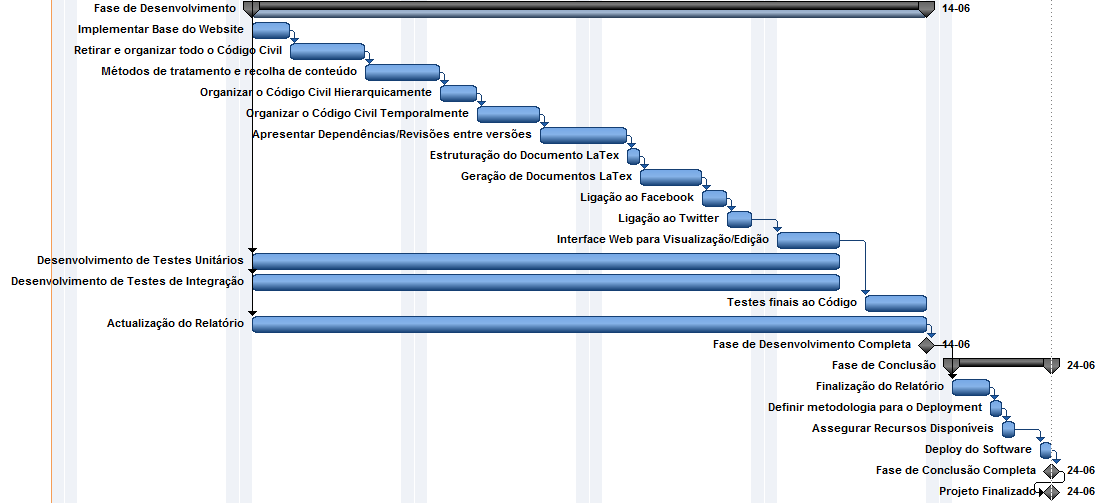 Fase de Desenvolvimento 14-06
Implementar Base do Website
Retirar e organizar todo o Código Civil
Métodos de tratamento e recolha de conteúdo
Organizar o Código Civil Hierarquicamente
Organizar o Código Civil Temporalmente
Apresentar Dependências/Revisões entre versões
Estruturação do Documento LaTex
Geração de Documentos LaTex
Ligação ao Facebook
Ligação ao Twitter
Interface Web para Visualização/Edição
Desenvolvimento de Testes Unitários
Desenvolvimento de Testes de Integração
Testes finais ao Código
Actualização do Relatório
Fase de Desenvolvimento Completa 14-06
Fase de Conclusão 24-06
Finalização do Relatório
Definir metodologia para o Deployment
Assegurar Recursos Disponíveis
Deploy do Software
Fase de Conclusão Completa 24-06
Projeto Finalizado 24-06